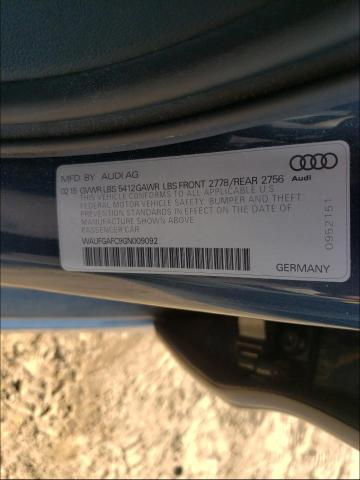 MFD. BY AUDI AG
Audi
02 15 GVWR LBS 5412 GAWR LBS FRONT 2778/REAR 2756
THIS VEHICLE CONFORMS TO ALL APPLICABLE U.S.
FEDERAL MOTOR VEHICLE SAFETY, BUMPER AND THEFT
PREVENTION STANDARDS IN EFFECT ON THE DATE OF
MANUFACTURE SHOWN ABOVE
PASSENGER CAR
WAUFGAFC9GN009092
GERMANY
0952151